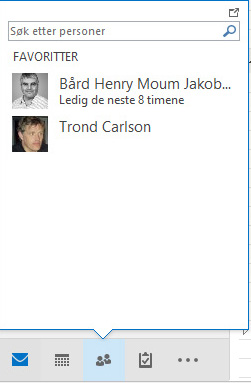 Søk etter personer
FAVORITTER
Bård Henry Moum Jakob...
Ledig de neste 8 timene
Trond Carlson